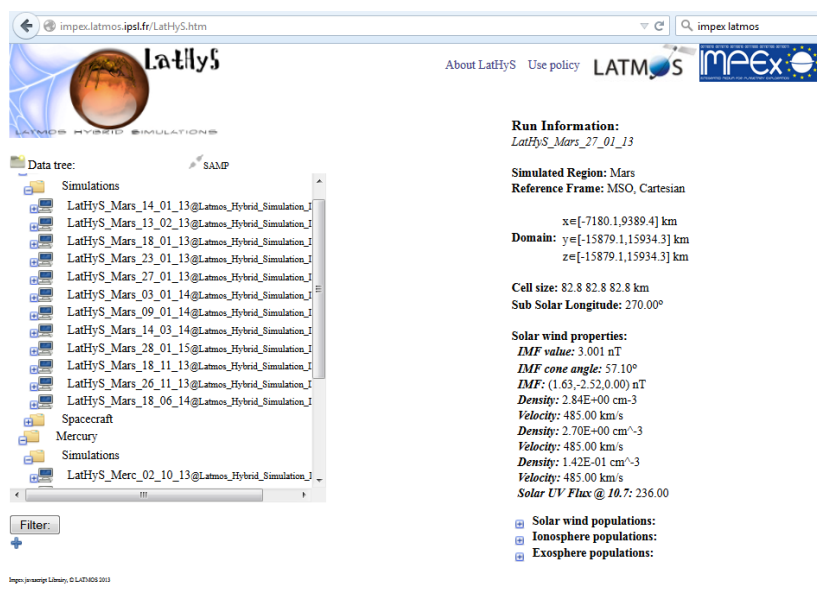 impex.latmos.ipsl.fr/LatHyS.htm
impex latmos
LatHyS
LATMOS HYBRID SIMULATIONS
About LatHyS Use policy LATMOS IMPEx
Data tree: SAMP
Simulations
LatHyS_Mars_14_01_13@Latmos_Hybrid_Simulation_I
LatHyS_Mars_13_02_13@Latmos_Hybrid_Simulation_I
LatHyS_Mars_18_01_13@Latmos_Hybrid_Simulation_I
LatHyS_Mars_23_01_13@Latmos_Hybrid_Simulation_I
LatHyS_Mars_27_01_13@Latmos_Hybrid_Simulation_I
LatHyS_Mars_03_01_14@Latmos_Hybrid_Simulation_I
LatHyS_Mars_09_01_14@Latmos_Hybrid_Simulation_I
LatHyS_Mars_14_03_14@Latmos_Hybrid_Simulation_I
LatHyS_Mars_28_01_15@Latmos_Hybrid_Simulation_I
LatHyS_Mars_18_11_13@Latmos_Hybrid_Simulation_I
LatHyS_Mars_26_11_13@Latmos_Hybrid_Simulation_I
LatHyS_Mars_18_06_14@Latmos_Hybrid_Simulation_I
Spacecraft
Mercury
Simulations
LatHyS_Merc_02_10_13@Latmos_Hybrid_Simulation_I
Filter:
Impex javascript Library, © LATMOS 2013
Run Information:
LatHyS_Mars_27_01_13
Simulated Region: Mars
Reference Frame: MSO, Cartesian
x∈[-7180.1,9389.4] km
Domain: y∈[-15879.1,15934.3] km
z∈[-15879.1,15934.3] km
Cell size: 82.8 82.8 82.8 km
Sub Solar Longitude: 270.00º
Solar wind properties:
IMF value: 3.001 nT
IMF cone angle: 57.10º
IMF: (1.63,-2.52,0.00) nT
Density: 2.84E+00 cm-3
Velocity: 485.00 km/s
Density: 2.70E+00 cm^-3
Velocity: 485.00 km/s
Density: 1.42E-01 cm^-3
Velocity: 485.00 km/s
Solar UV Flux @ 10.7: 236.00
Solar wind populations:
Ionosphere populations:
Exosphere populations: